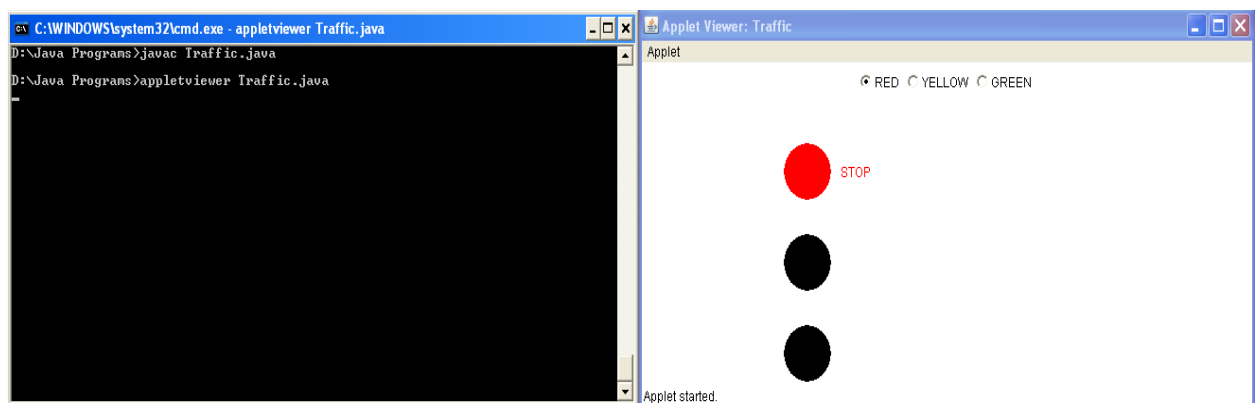 C:\WINDOWS\system32\cmd.exe - appletviewer Traffic.java
D:\Java Programs>javac Traffic.java
D:\Java Programs>appletviewer Traffic.java
Applet Viewer: Traffic
Applet
RED YELLOW GREEN
STOP
Applet started.